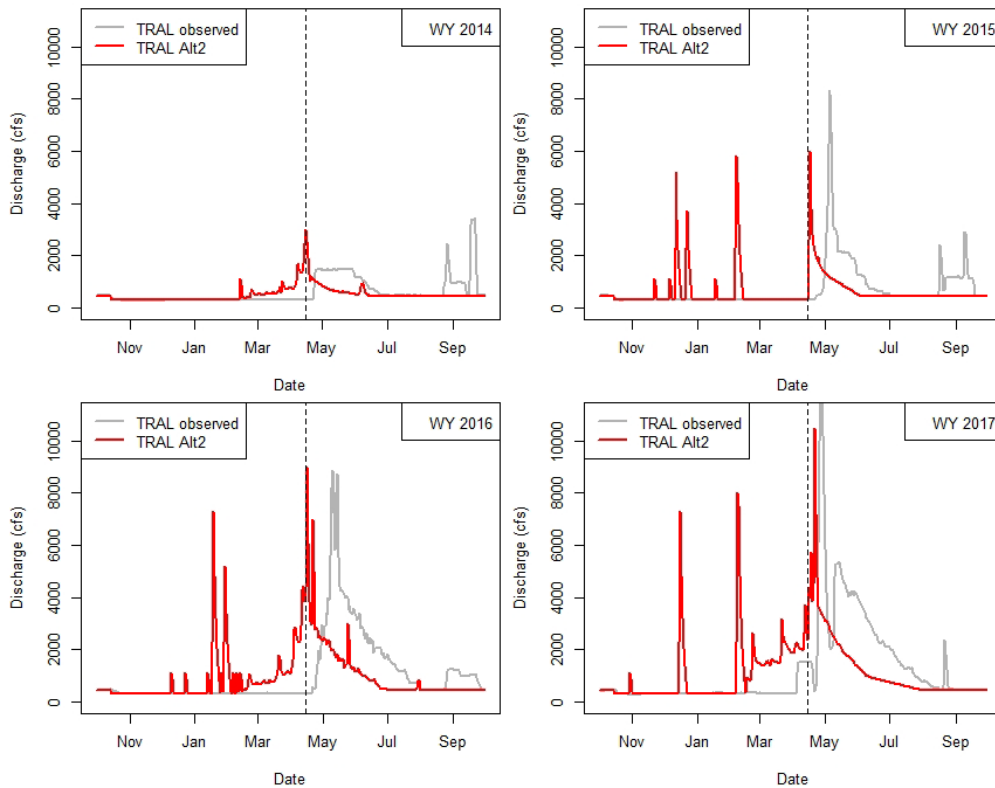 TRAL observed
TRAL Alt2
WY 2014
Discharge (cfs)
0 2000 4000 6000 8000 10000
Nov Jan Mar May Jul Sep
Date
TRAL observed
TRAL Alt2
WY 2015
Discharge (cfs)
0 2000 4000 6000 8000 10000
Nov Jan Mar May Jul Sep
Date
TRAL observed
TRAL Alt2
WY 2016
Discharge (cfs)
0 2000 4000 6000 8000 10000
Nov Jan Mar May Jul Sep
Date
TRAL observed
TRAL Alt2
WY 2017
Discharge (cfs)
0 2000 4000 6000 8000 10000
Nov Jan Mar May Jul Sep
Date